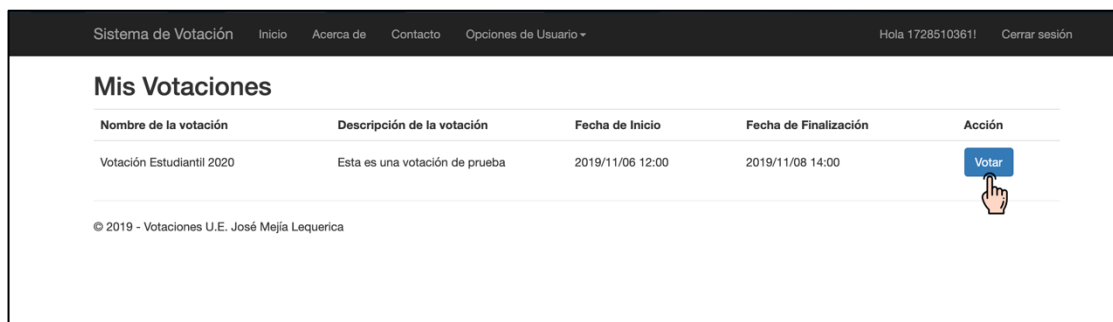 Sistema de Votación Inicio Acerca de Contacto Opciones de Usuario Hola 1728510361! Cerrar sesión
Mis Votaciones
Nombre de la votación Descripción de la votación Fecha de Inicio Fecha de Finalización Acción
Votación Estudiantil 2020 Esta es una votación de prueba 2019/11/06 12:00 2019/11/08 14:00 Votar
© 2019 - Votaciones U.E. José Mejía Lequerica